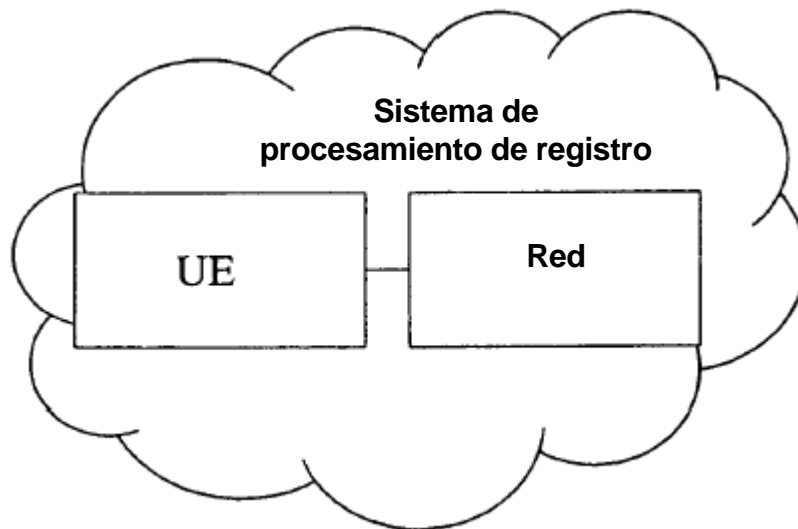 Sistema de
procesamiento de registro
UE
Red